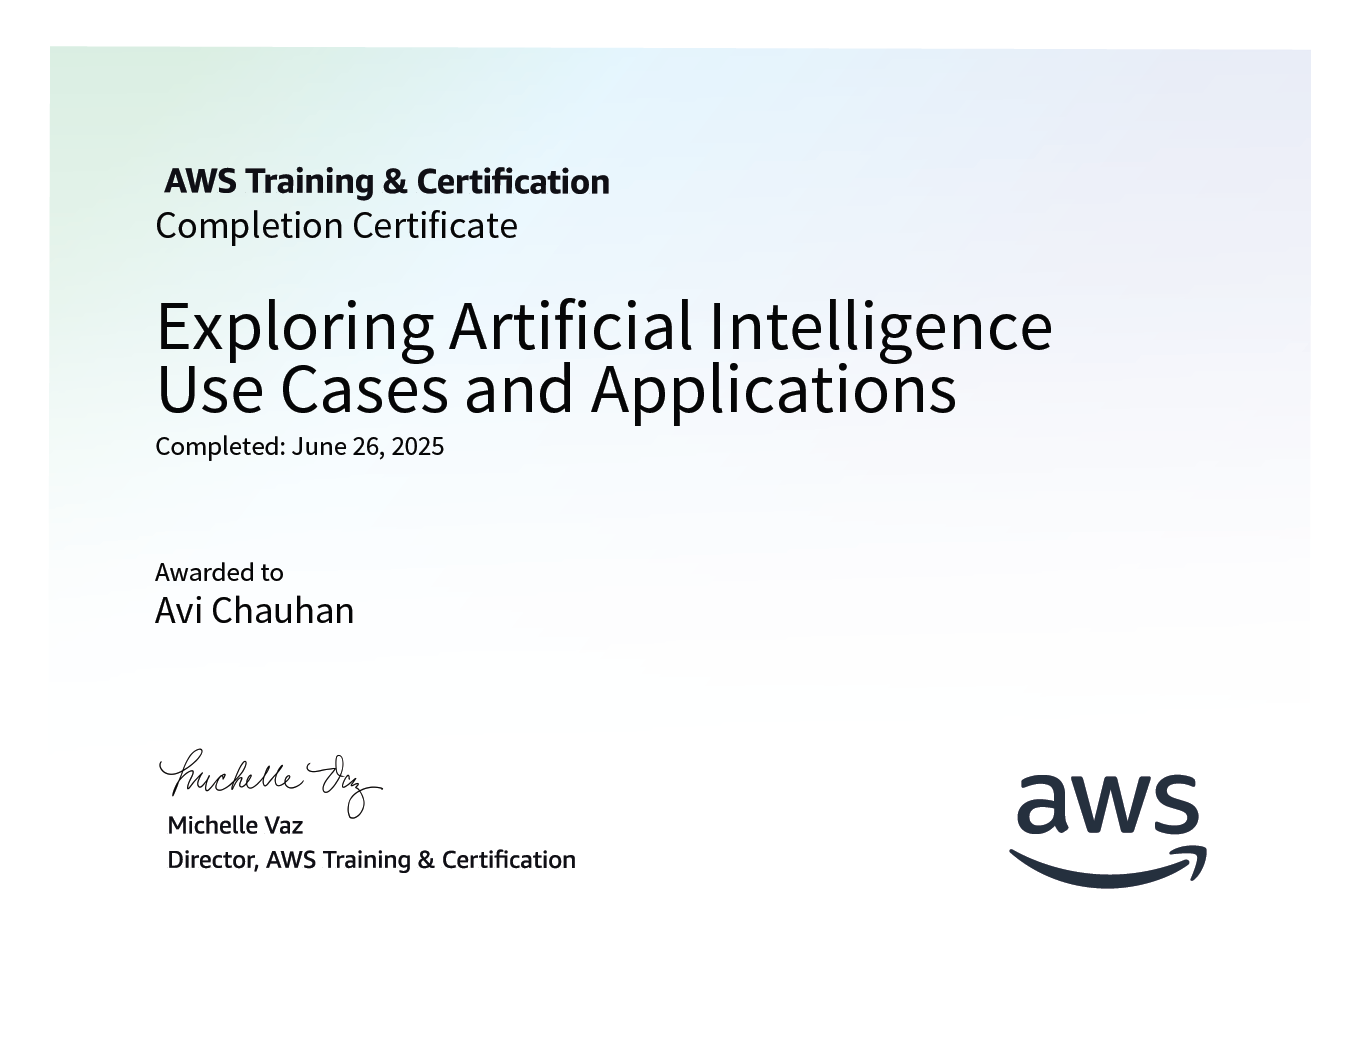 AWS Training & Certification
Completion Certificate
Exploring Artificial Intelligence
Use Cases and Applications
Completed: June 26, 2025
Awarded to
Avi Chauhan
Michelle Vaz
Michelle Vaz
Director, AWS Training & Certification
aws